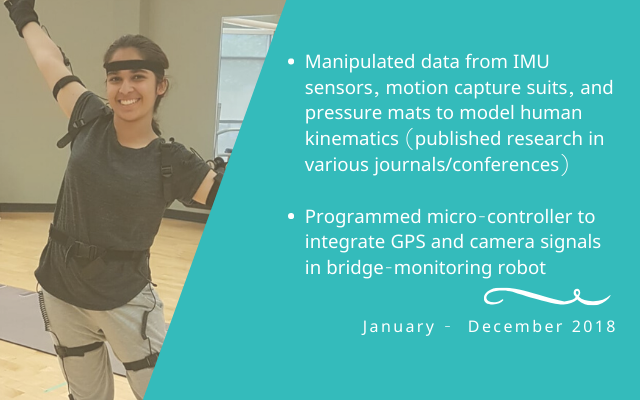 • Manipulated data from IMU
sensors, motion capture suits, and
pressure mats to model human
kinematics (published research in
various journals/conferences)
• Programmed micro-controller to
integrate GPS and camera signals
in bridge-monitoring robot
January - December 2018